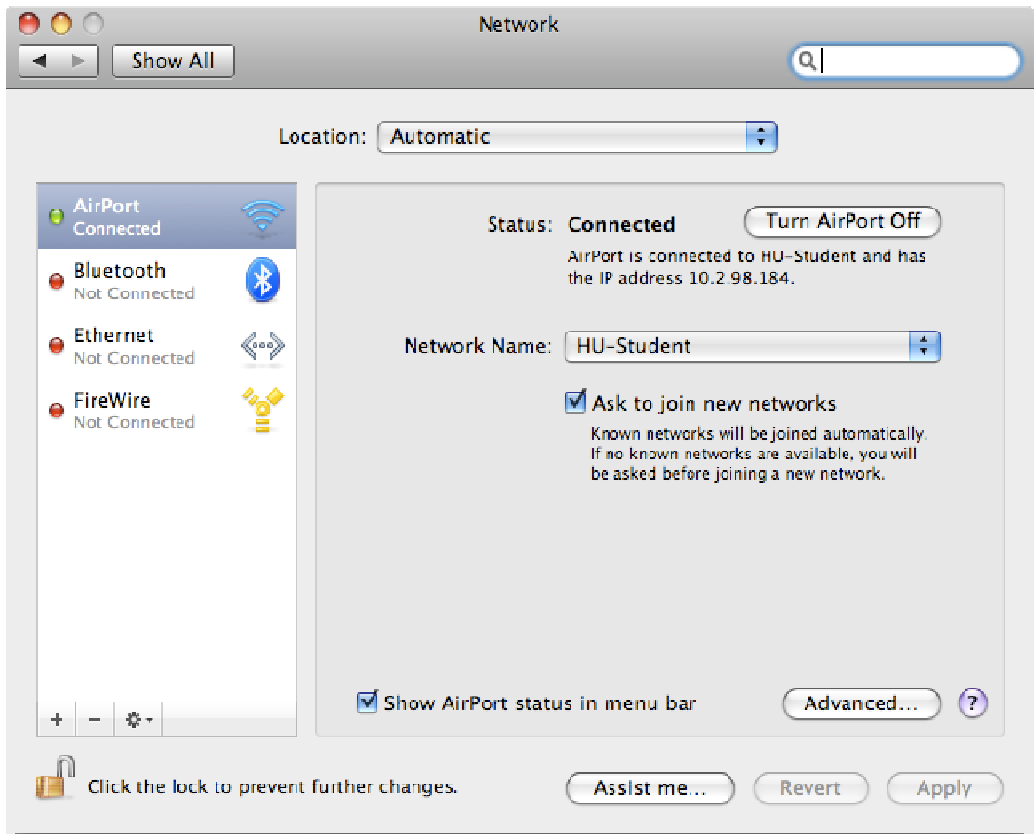 Network
Show All
Location: Automatic
AirPort
Connected
Bluetooth
Not Connected
Ethernet
Not Connected
FireWire
Not Connected
Status: Connected
Turn AirPort Off
AirPort is connected to HU-Student and has
the IP address 10.2.98.184.
Network Name: HU-Student
Ask to join new networks
Known networks will be joined automatically.
If no known networks are available, you will
be asked before joining a new network.
Show AirPort status in menu bar
Advanced...
?
Click the lock to prevent further changes.
Assist me...
Revert
Apply